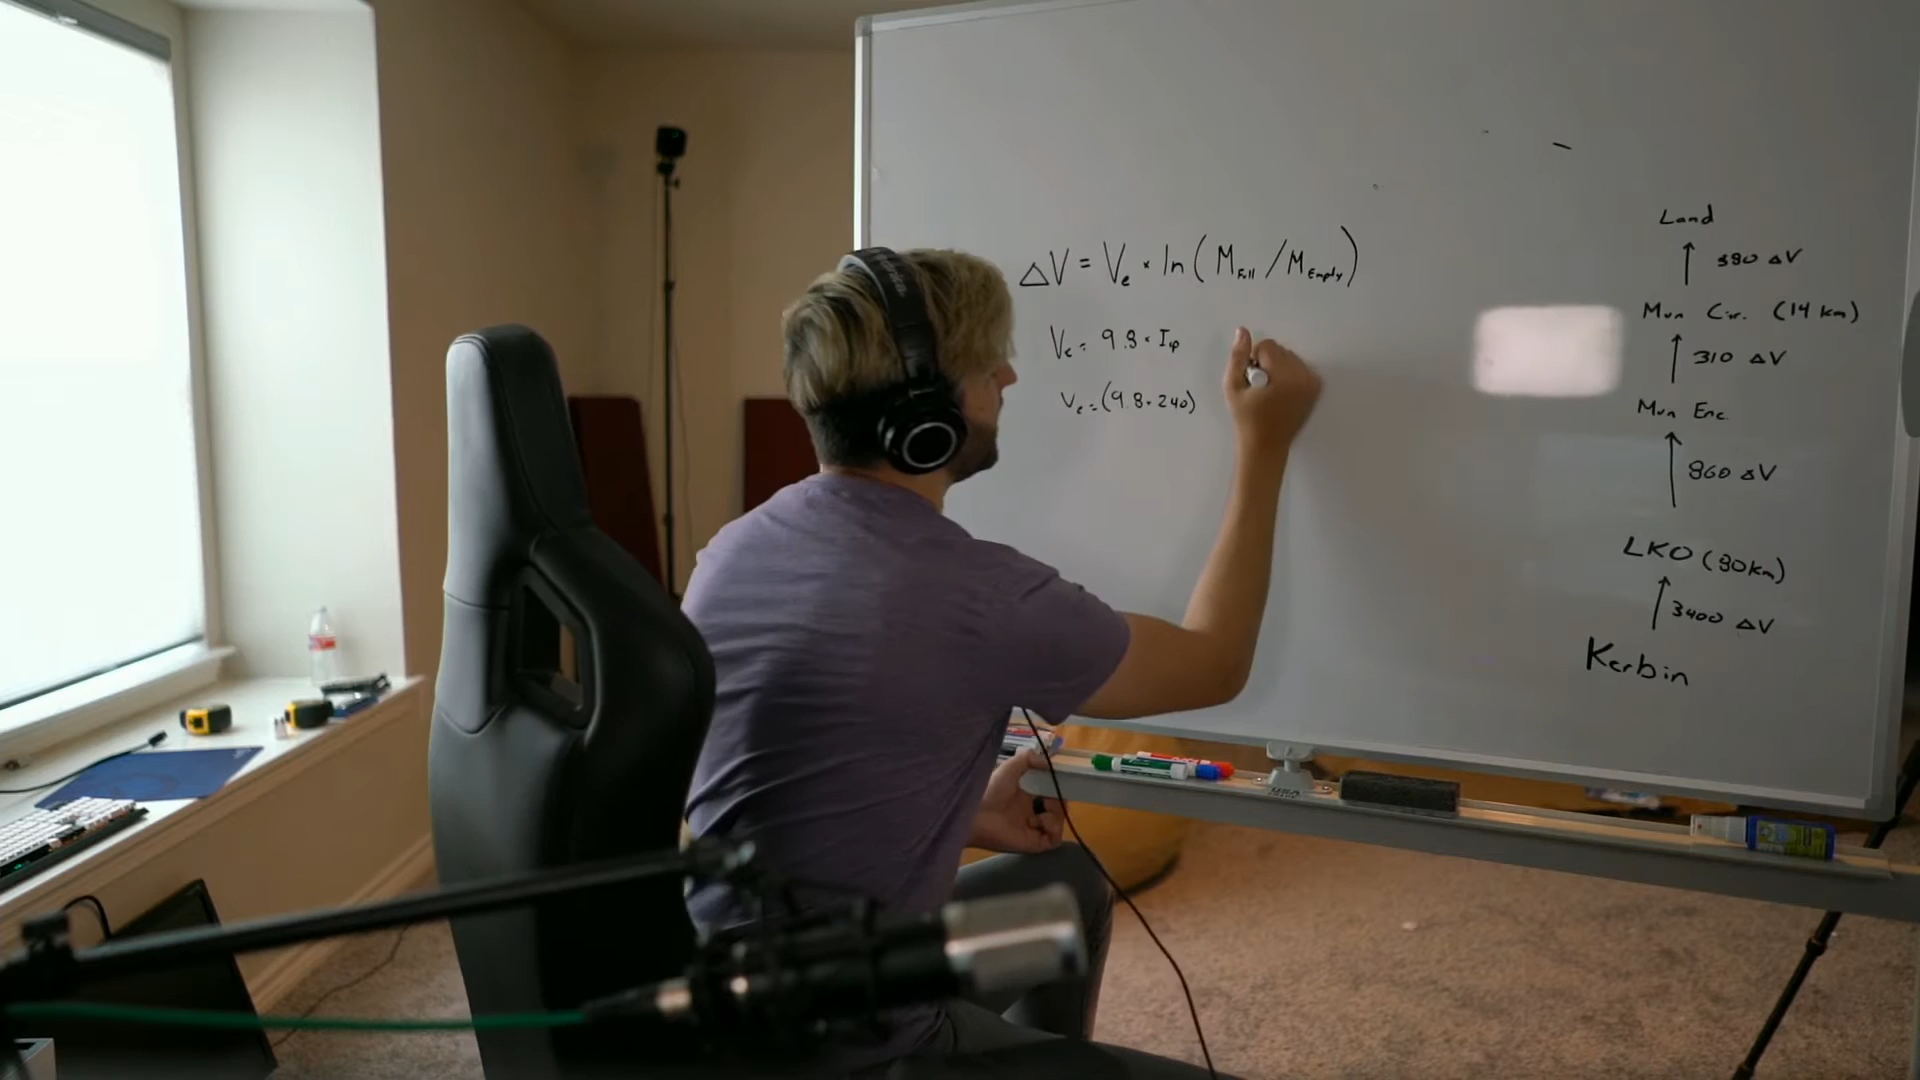 ΔV = Ve · ln(MFull/MEmpty)
Ve = 9.8 · Isp
Ve = (9.8 · 240)
Land
↑ 580 ΔV
Mun Cir. (14 km)
↑ 310 ΔV
Mun Enc.
↑ 860 ΔV
LKO (80km)
↑ 3400 ΔV
Kerbin